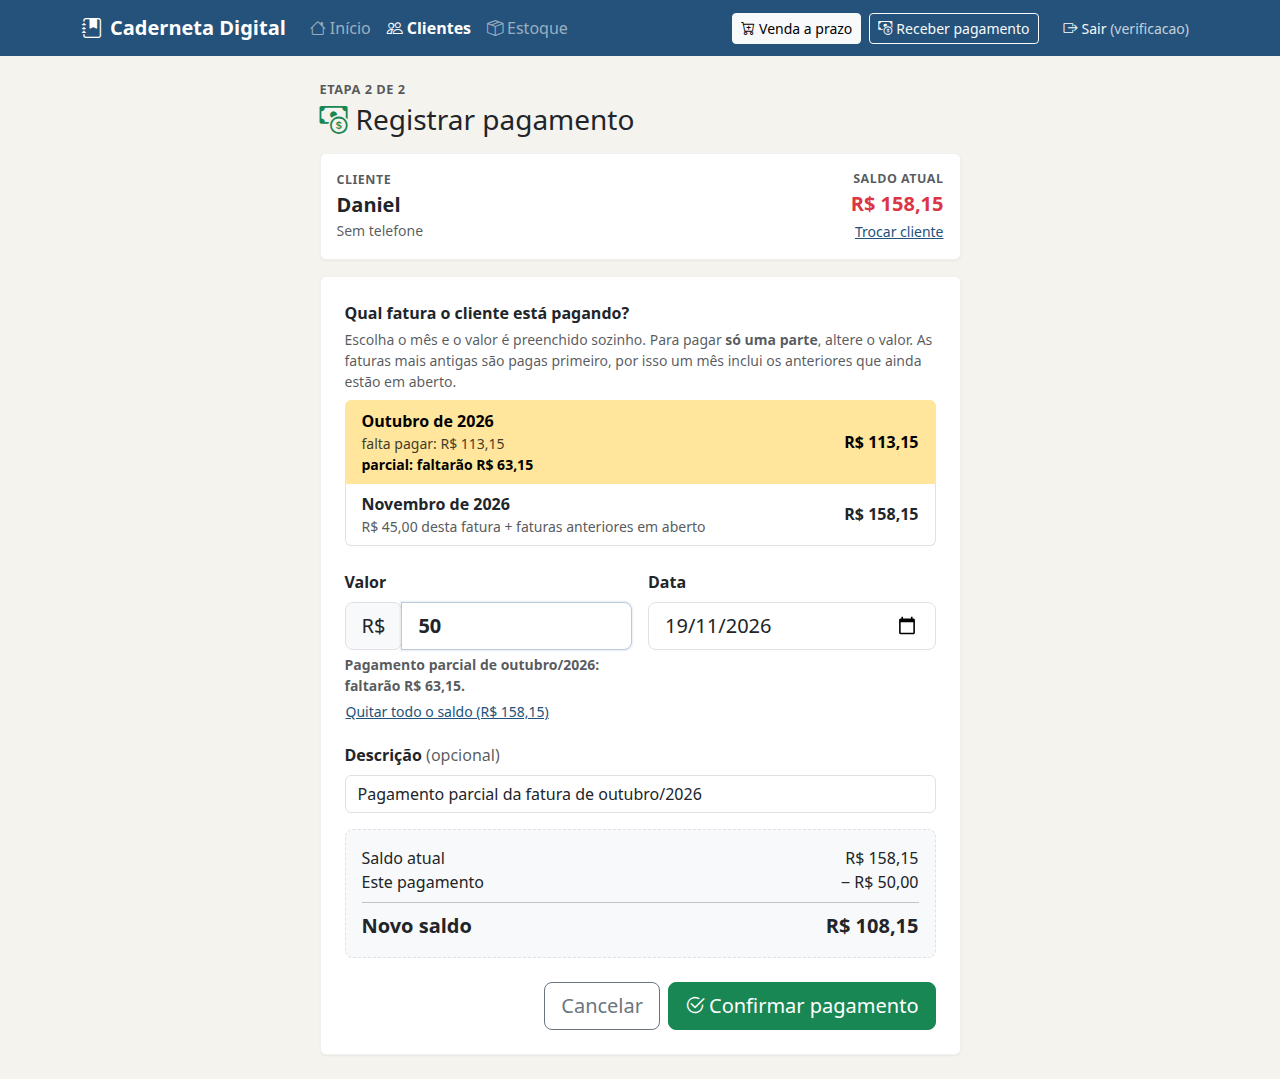 Caderneta Digital
Início
Clientes
Estoque
Venda a prazo
Receber pagamento
Sair (verificacao)
ETAPA 2 DE 2
Registrar pagamento
CLIENTE
Daniel
Sem telefone
SALDO ATUAL
R$ 158,15
Trocar cliente
Qual fatura o cliente está pagando?
Escolha o mês e o valor é preenchido sozinho. Para pagar só uma parte, altere o valor. As
faturas mais antigas são pagas primeiro, por isso um mês inclui os anteriores que ainda
estão em aberto.
Outubro de 2026
falta pagar: R$ 113,15
parcial: faltarão R$ 63,15
R$ 113,15
Novembro de 2026
R$ 45,00 desta fatura + faturas anteriores em aberto
R$ 158,15
Valor
R$ 50
Pagamento parcial de outubro/2026:
faltarão R$ 63,15.
Quitar todo o saldo (R$ 158,15)
Data
19/11/2026
Descrição (opcional)
Pagamento parcial da fatura de outubro/2026
Saldo atual R$ 158,15
Este pagamento − R$ 50,00
Novo saldo R$ 108,15
Cancelar
Confirmar pagamento